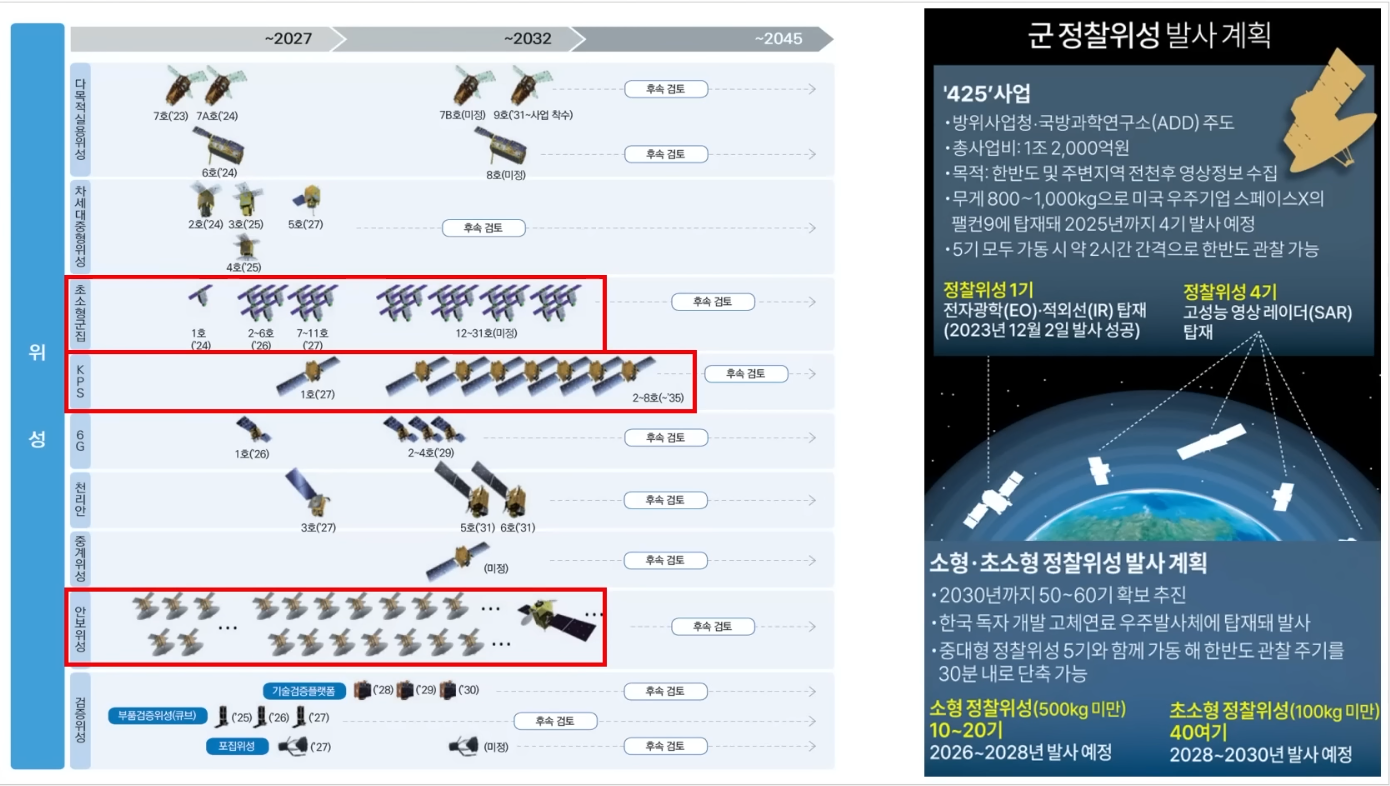 ~2027
~2032
~2045
위성
다목적실용위성
7호('23)
7A호('24)
7B호(미정)
9호('31~사업 착수)
후속 검토
6호('24)
8호(미정)
후속 검토
차세대중형위성
2호('24)
3호('25)
5호('27)
4호('25)
후속 검토
초소형군집
1호
('24)
2~6호
('26)
7~11호
('27)
12~31호(미정)
후속 검토
KPS
1호('27)
2~8호(~'35)
후속 검토
6G
1호('26)
2~4호('29)
후속 검토
천리안
3호('27)
5호('31)
6호('31)
후속 검토
중계위성
(미정)
후속 검토
안보위성
...
...
...
...
후속 검토
검증위성
기술검증플랫폼
('28)
('29)
('30)
후속 검토
부품검증위성(큐브)
('25)
('26)
('27)
후속 검토
포집위성
('27)
(미정)
후속 검토
군 정찰위성 발사 계획
'425'사업
·방위사업청·국방과학연구소(ADD) 주도
·총사업비: 1조 2,000억원
·목적: 한반도 및 주변지역 전천후 영상정보 수집
·무게 800~1,000kg으로 미국 우주기업 스페이스X의
팰컨9에 탑재돼 2025년까지 4기 발사 예정
·5기 모두 가동 시 약 2시간 간격으로 한반도 관찰 가능
정찰위성 1기
전자광학(EO)·적외선(IR) 탑재
(2023년 12월 2일 발사 성공)
정찰위성 4기
고성능 영상 레이더(SAR)
탑재
소형·초소형 정찰위성 발사 계획
·2030년까지 50~60기 확보 추진
·한국 독자 개발 고체연료 우주발사체에 탑재돼 발사
·중대형 정찰위성 5기와 함께 가동 해 한반도 관찰 주기를
30분 내로 단축 가능
소형 정찰위성(500kg 미만)
10~20기
2026~2028년 발사 예정
초소형 정찰위성(100kg 미만)
40여기
2028~2030년 발사 예정